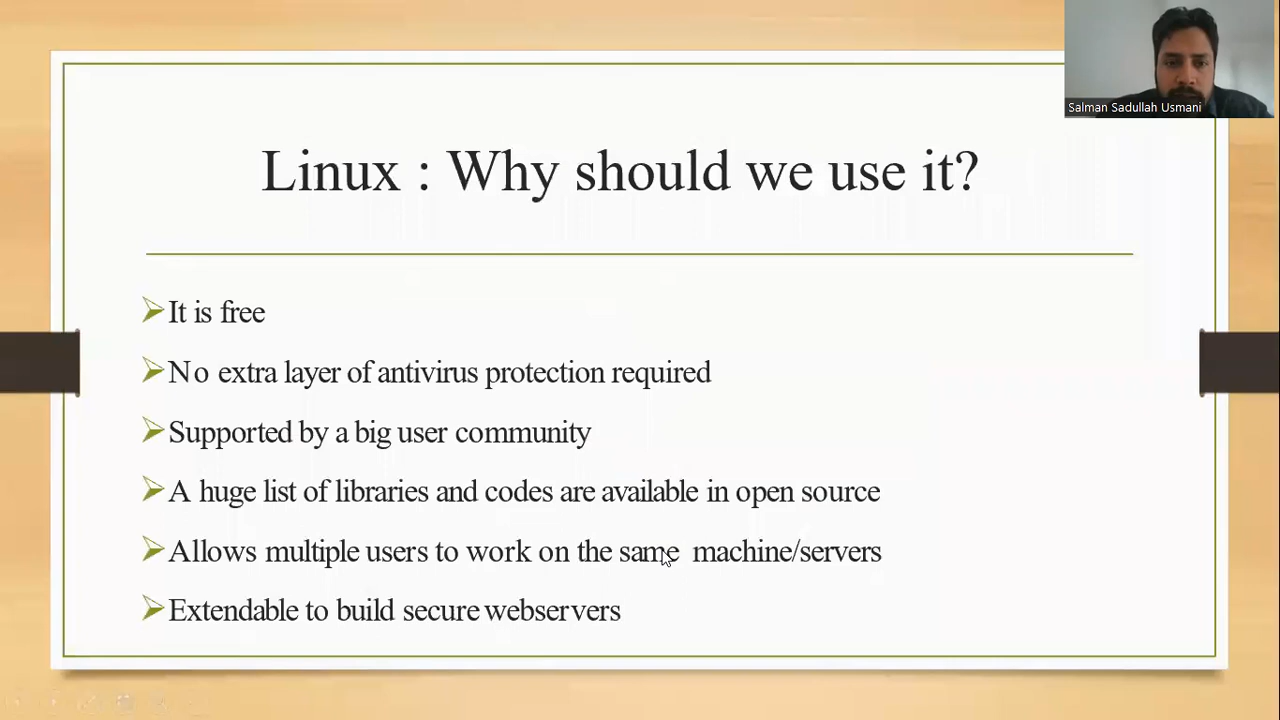 Salman Sadullah Usmani
Linux : Why should we use it?
It is free
No extra layer of antivirus protection required
Supported by a big user community
A huge list of libraries and codes are available in open source
Allows multiple users to work on the same machine/servers
Extendable to build secure webservers